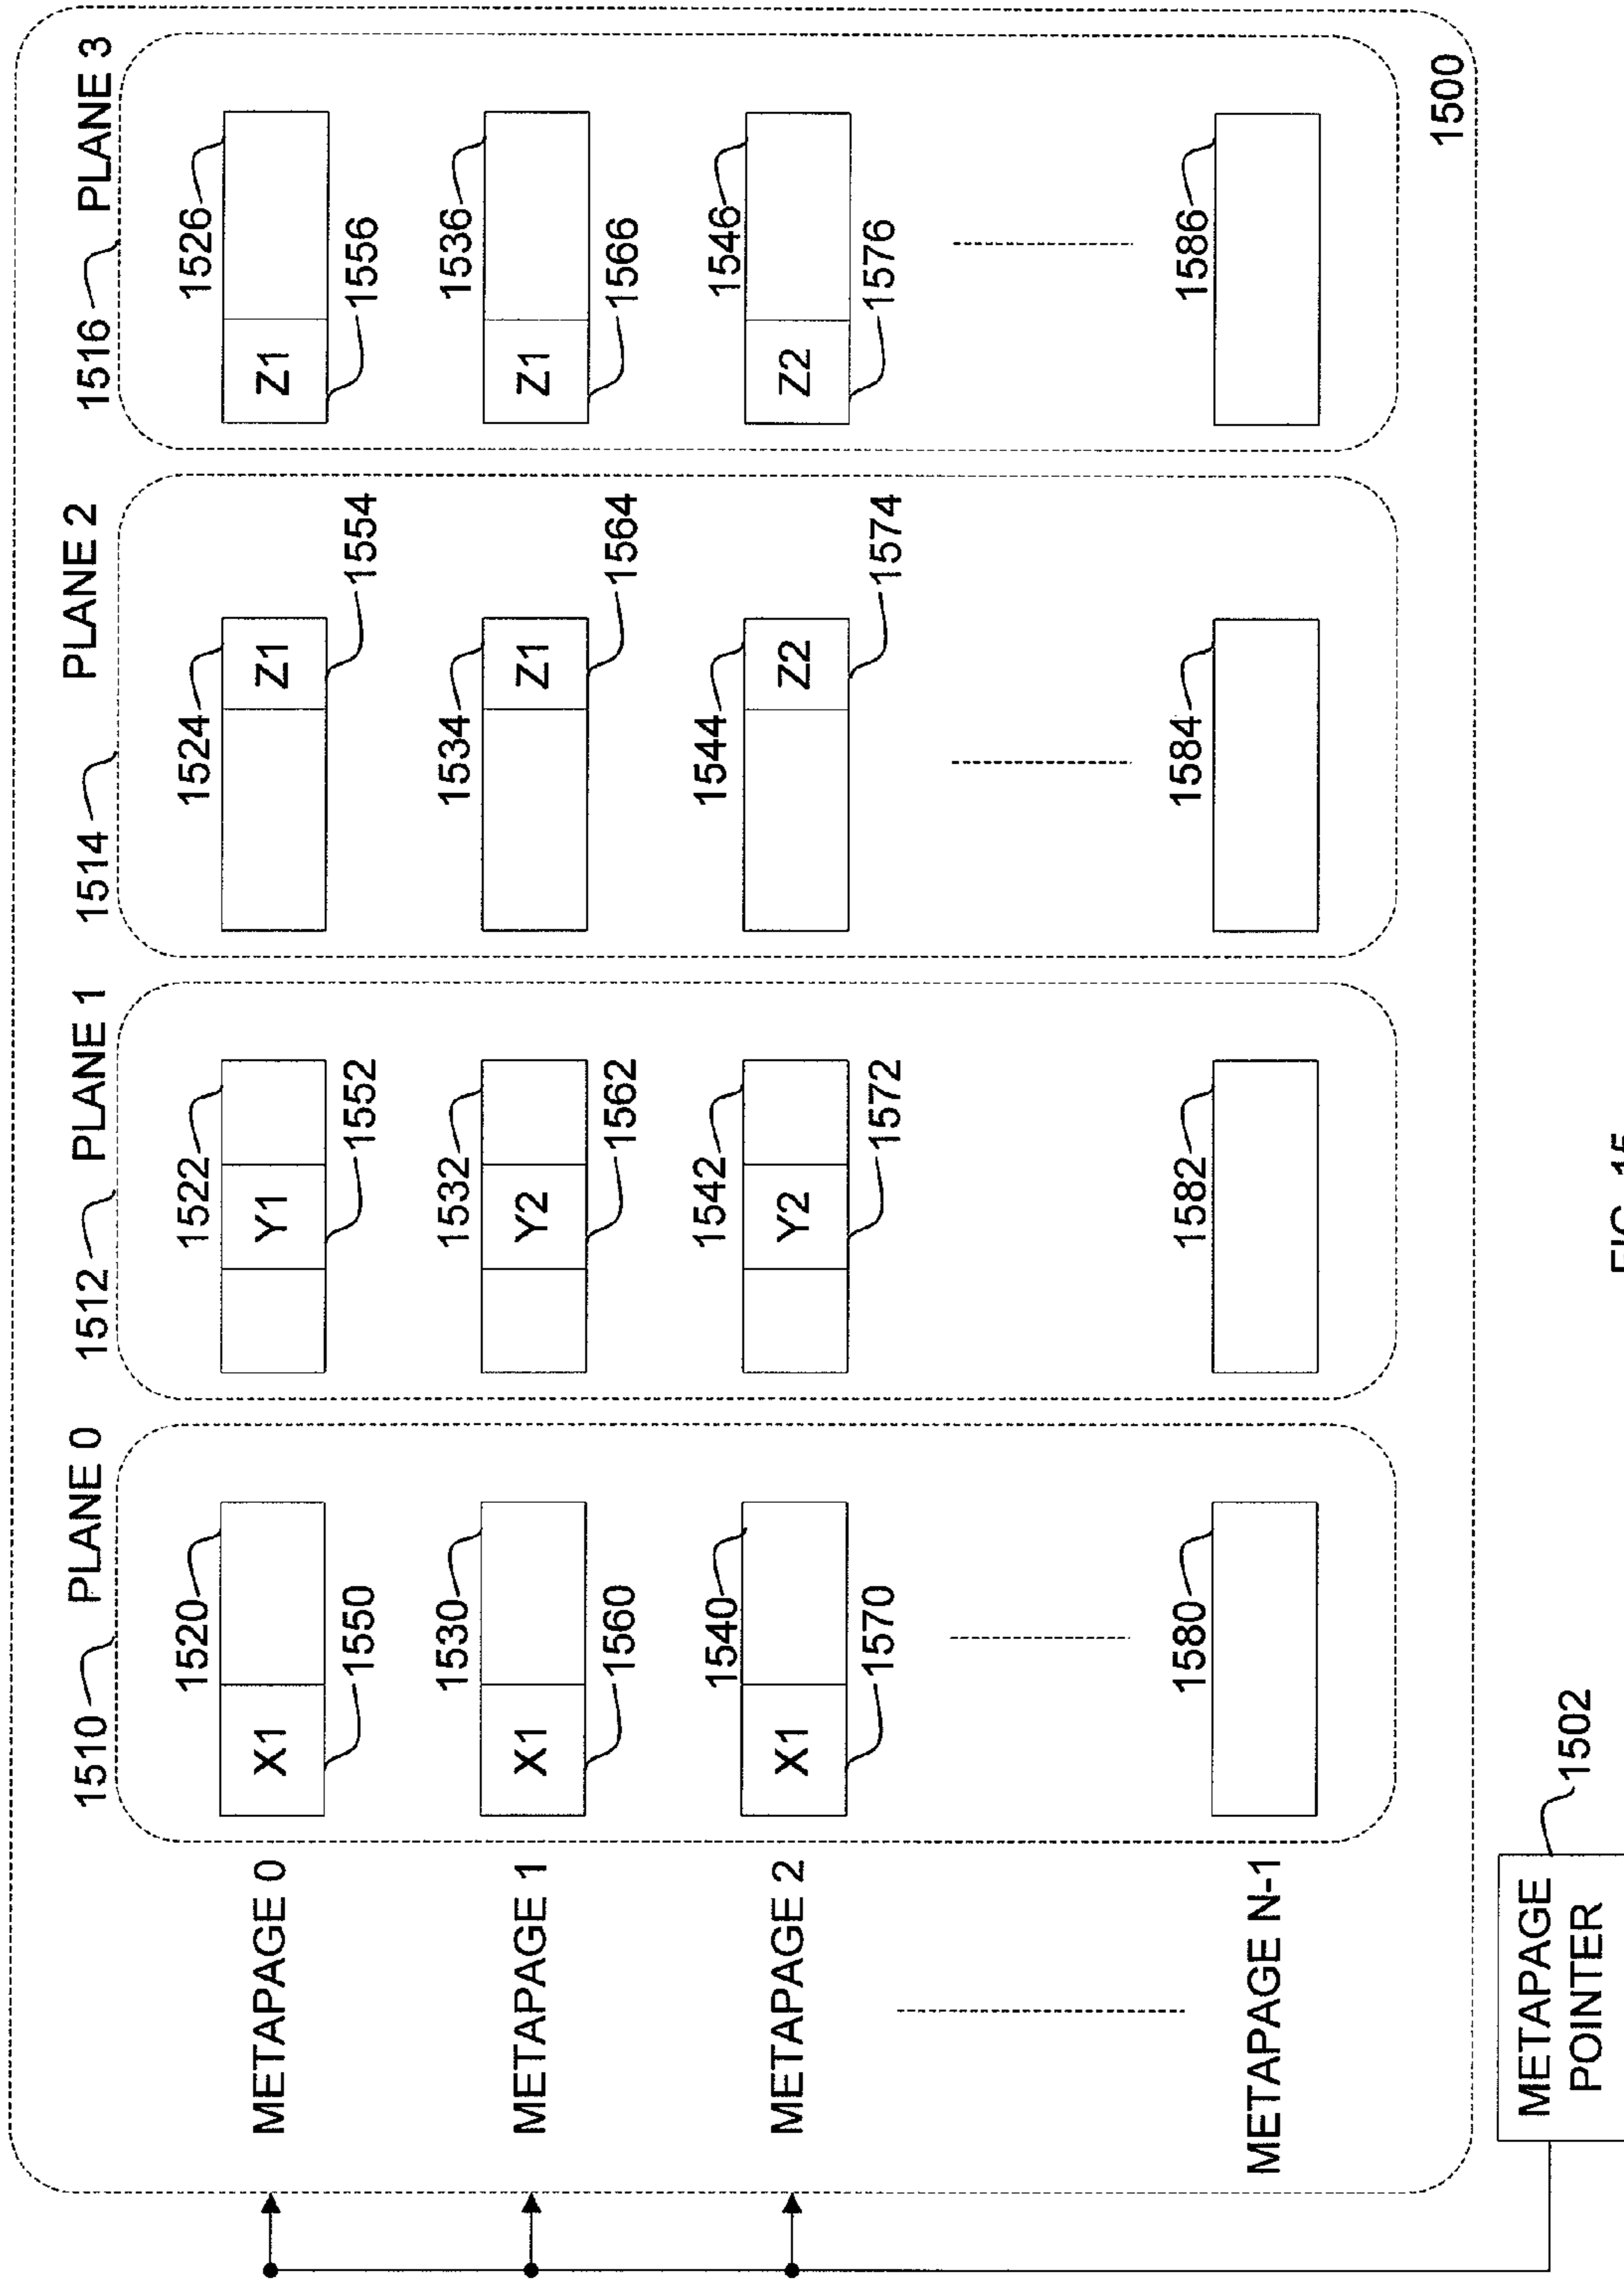 1510 PLANE 0
1512 PLANE 1
1514 PLANE 2
1516 PLANE 3
METAPAGE 0
1520
X1
1550
1522
Y1
1552
1524
Z1
1554
1526
Z1
1556
METAPAGE 1
1530
X1
1560
1532
Y2
1562
1534
Z1
1564
1536
Z1
1566
METAPAGE 2
1540
X1
1570
1542
Y2
1572
1544
Z2
1574
1546
Z2
1576
METAPAGE N-1
1580
1582
1584
1586
1500
METAPAGE
POINTER
1502
FIG. 15